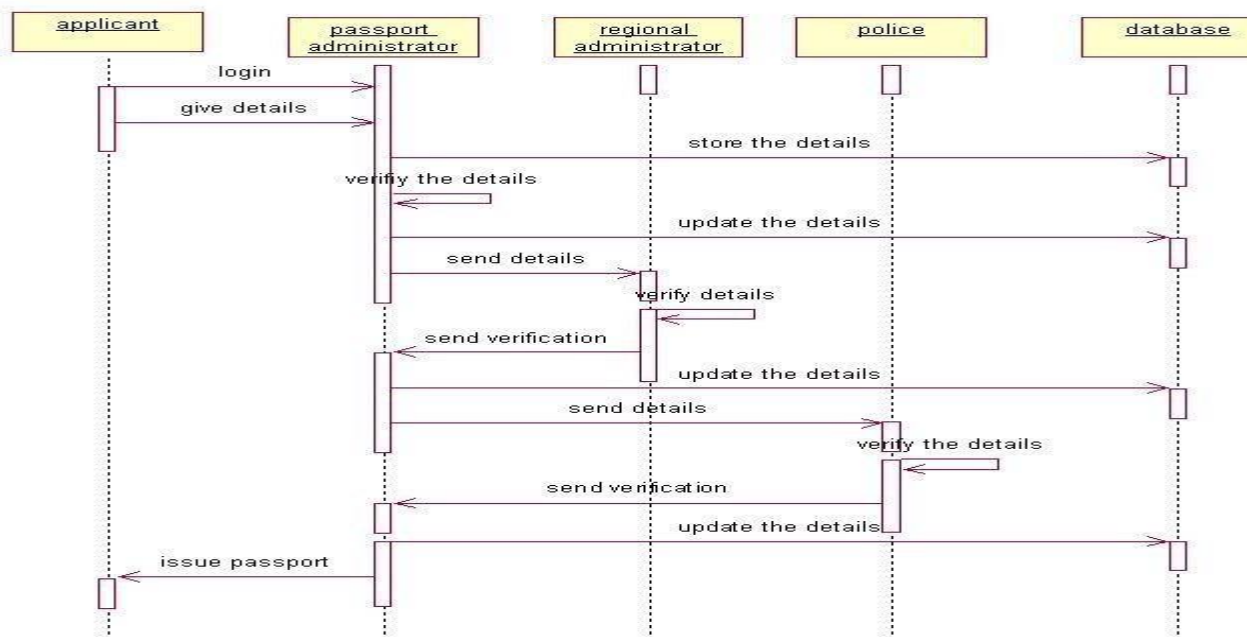 applicant
passport
administrator
regional
administrator
police
database
login
give details
store the details
verifiy the details
update the details
send details
verify details
send verification
update the details
send details
verify the details
send verification
update the details
issue passport